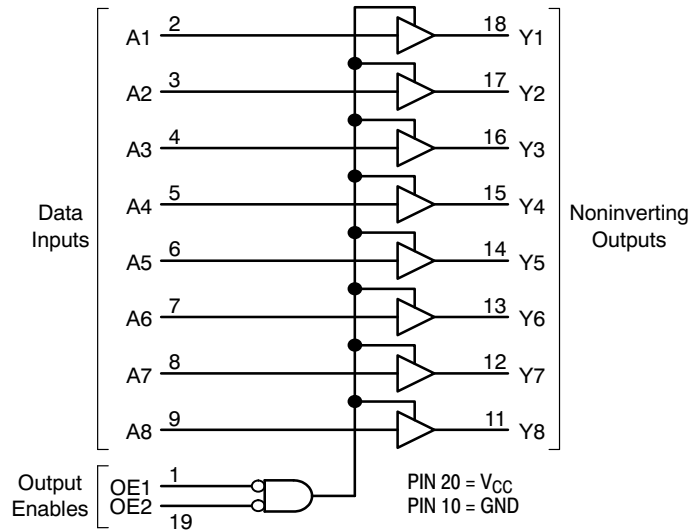 A1 2 18 Y1
A2 3 17 Y2
A3 4 16 Y3
A4 5 15 Y4
Data
Inputs
Noninverting
Outputs
A5 6 14 Y5
A6 7 13 Y6
A7 8 12 Y7
A8 9 11 Y8
Output
Enables
OE1 1
OE2 19
PIN 20 = VCC
PIN 10 = GND